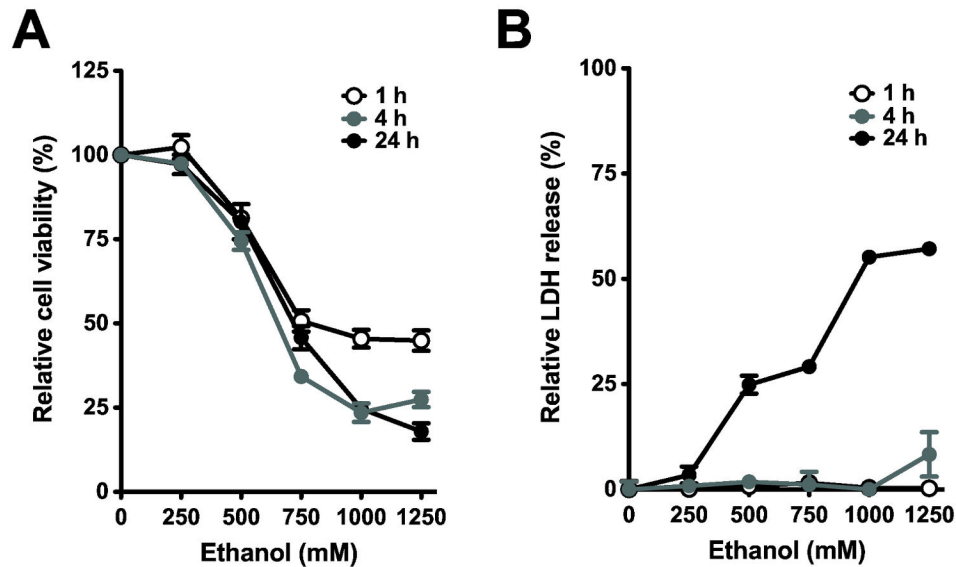 A
Relative cell viability (%)
125
100
75
50
25
0
1 h
4 h
24 h
0 250 500 750 1000 1250
Ethanol (mM)
B
Relative LDH release (%)
100
75
50
25
0
1 h
4 h
24 h
0 250 500 750 1000 1250
Ethanol (mM)